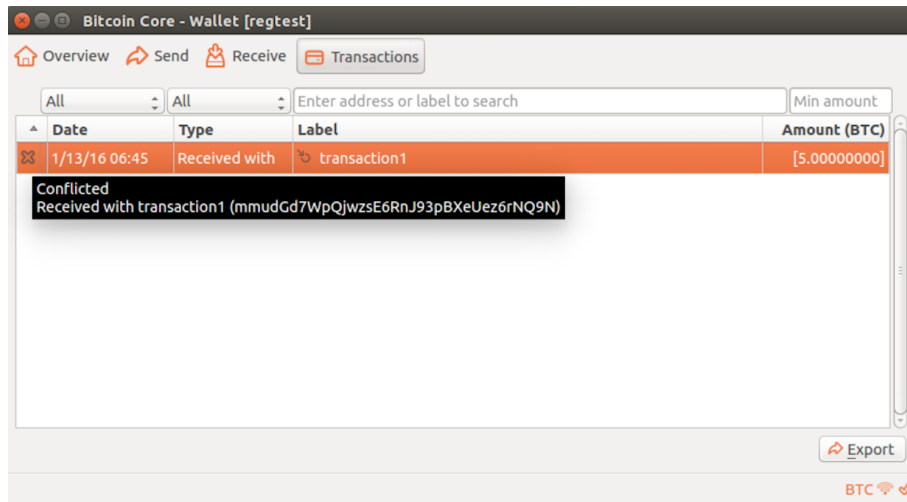 Bitcoin Core - Wallet [regtest]
Overview Send Receive Transactions
All All Enter address or label to search Min amount
Date Type Label Amount (BTC)
1/13/16 06:45 Received with transaction1 [5.00000000]
Conflicted
Received with transaction1 (mmudGd7WpQjwzsE6RnJ93pBXeUez6rNQ9N)
Export
BTC